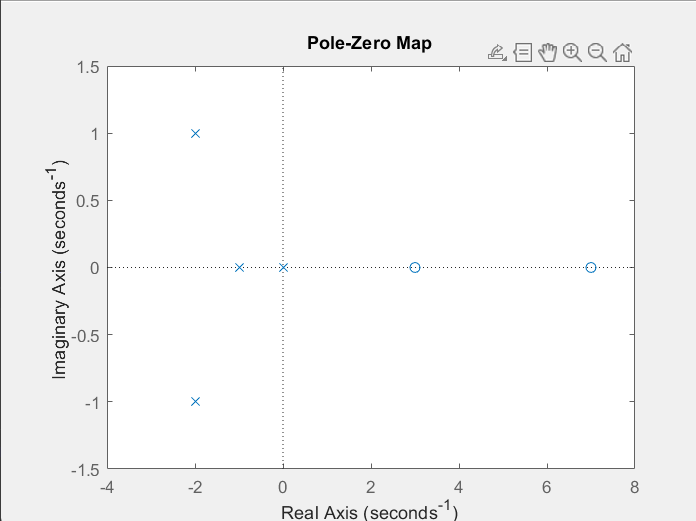 Pole-Zero Map
1.5
1
0.5
0
-0.5
-1
-1.5
Imaginary Axis (seconds⁻¹)
-4 -2 0 2 4 6 8
Real Axis (seconds⁻¹)